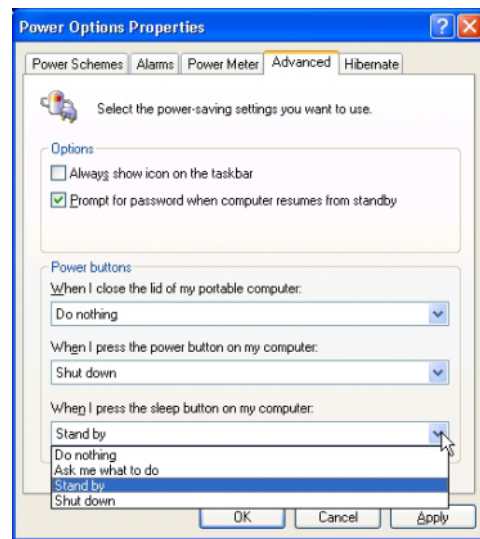 Power Options Properties
Power Schemes Alarms Power Meter Advanced Hibernate
Select the power-saving settings you want to use.
Options
Always show icon on the taskbar
Prompt for password when computer resumes from standby
Power buttons
When I close the lid of my portable computer:
Do nothing
When I press the power button on my computer:
Shut down
When I press the sleep button on my computer:
Stand by
Do nothing
Ask me what to do
Stand by
Shut down
OK Cancel Apply